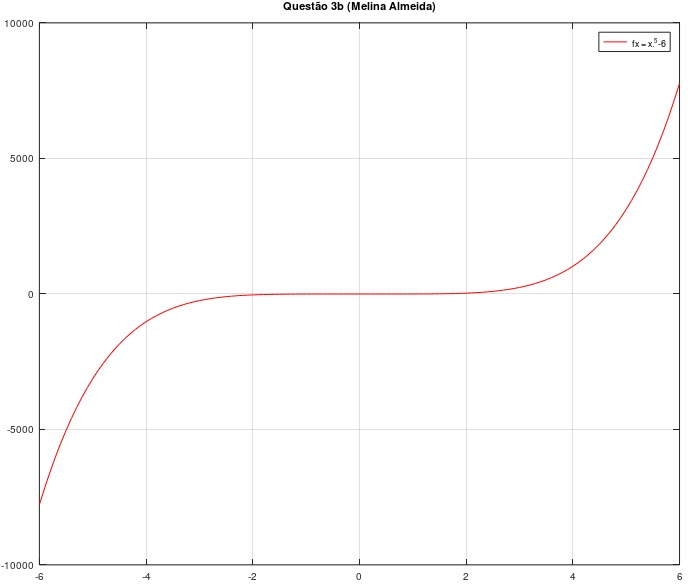 Questão 3b (Melina Almeida)
10000
fx = x.⁵-6
5000
0
-5000
-10000
-6 -4 -2 0 2 4 6